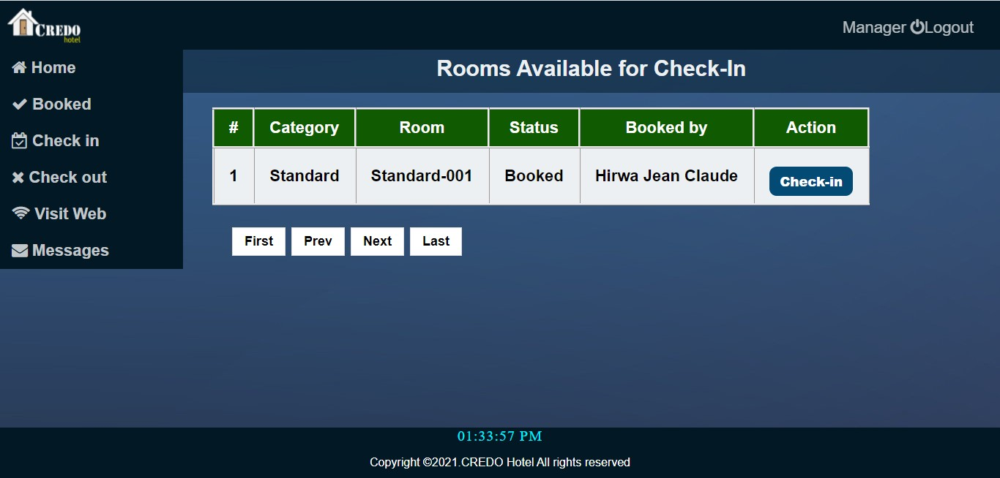 CREDO
hotel
Manager Logout
Home
Booked
Check in
Check out
Visit Web
Messages
Rooms Available for Check-In
# Category Room Status Booked by Action
1 Standard Standard-001 Booked Hirwa Jean Claude Check-in
First Prev Next Last
01:33:57 PM
Copyright ©2021.CREDO Hotel All rights reserved